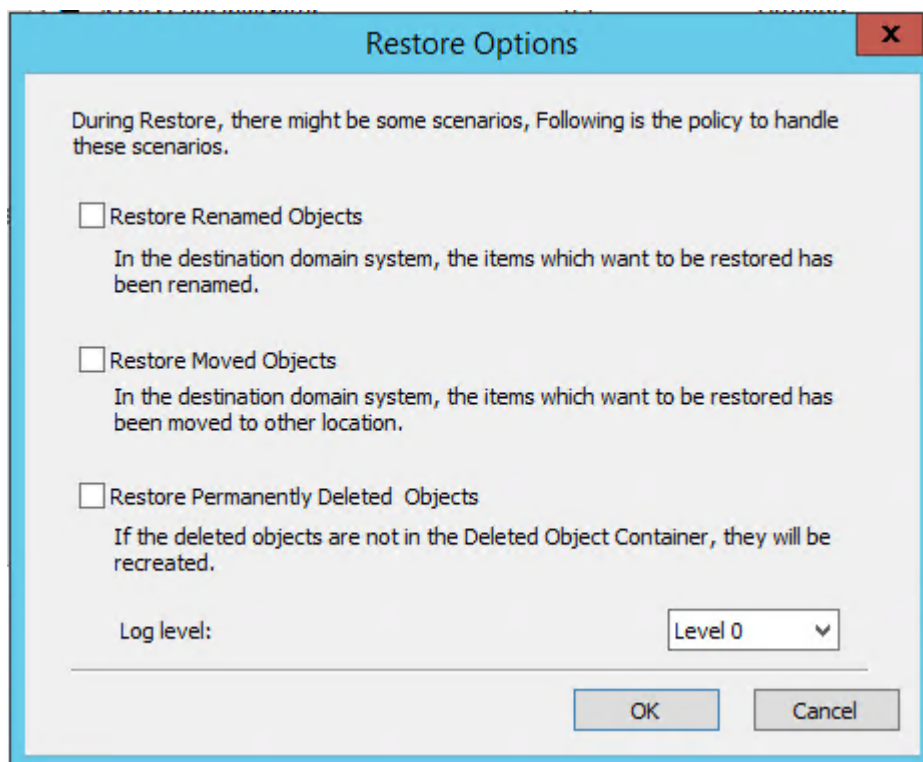 Restore Options
x
During Restore, there might be some scenarios, Following is the policy to handle
these scenarios.
Restore Renamed Objects
In the destination domain system, the items which want to be restored has
been renamed.
Restore Moved Objects
In the destination domain system, the items which want to be restored has
been moved to other location.
Restore Permanently Deleted  Objects
If the deleted objects are not in the Deleted Object Container, they will be
recreated.
Log level: Level 0
OK Cancel